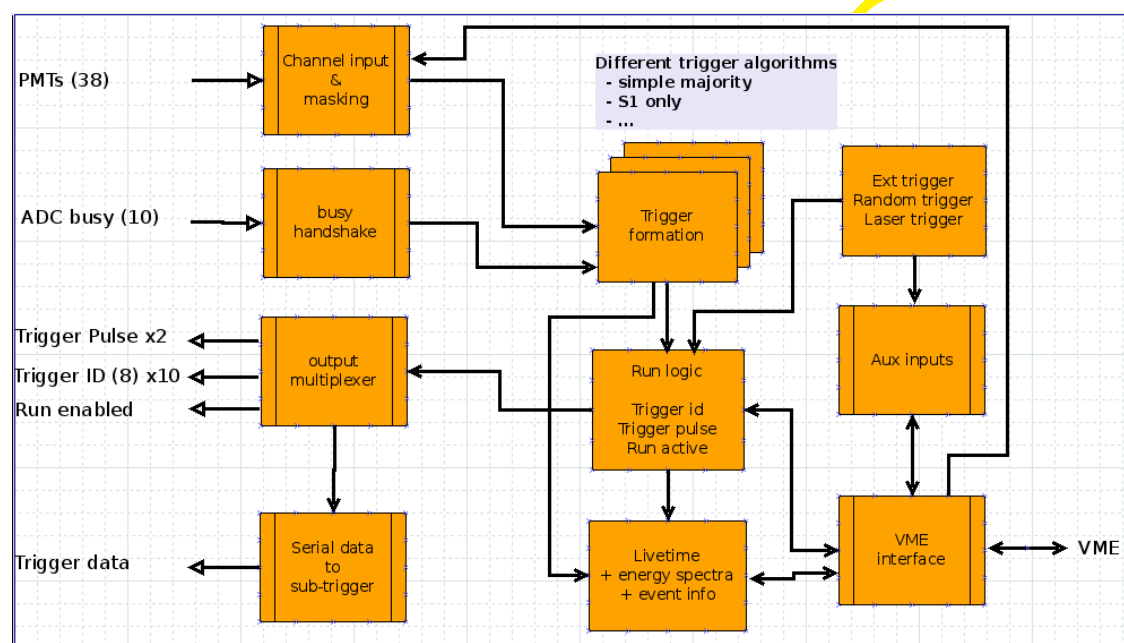 PMTs (38)
Channel input
&
masking
Different trigger algorithms
- simple majority
- S1 only
- ...
ADC busy (10)
busy
handshake
Trigger
formation
Ext trigger
Random trigger
Laser trigger
Trigger Pulse x2
Trigger ID (8) x10
Run enabled
output
multiplexer
Run logic
Trigger id
Trigger pulse
Run active
Aux inputs
Trigger data
Serial data
to
sub-trigger
Livetime
+ energy spectra
+ event info
VME
interface
VME